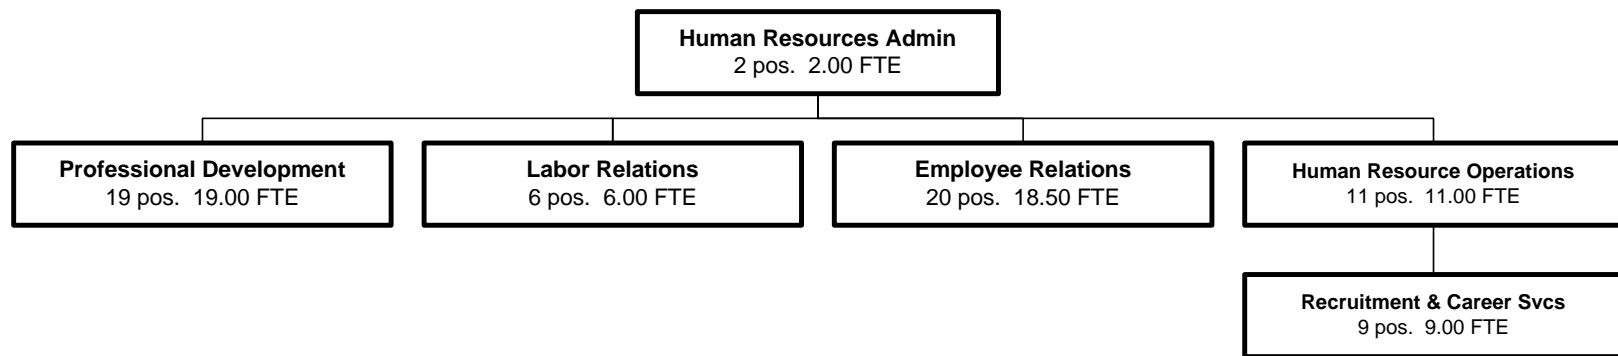 Human Resources Admin
2 pos.  2.00 FTE
Professional Development
19 pos.  19.00 FTE
Labor Relations
6 pos.  6.00 FTE
Employee Relations
20 pos.  18.50 FTE
Human Resource Operations
11 pos.  11.00 FTE
Recruitment & Career Svcs
9 pos.  9.00 FTE